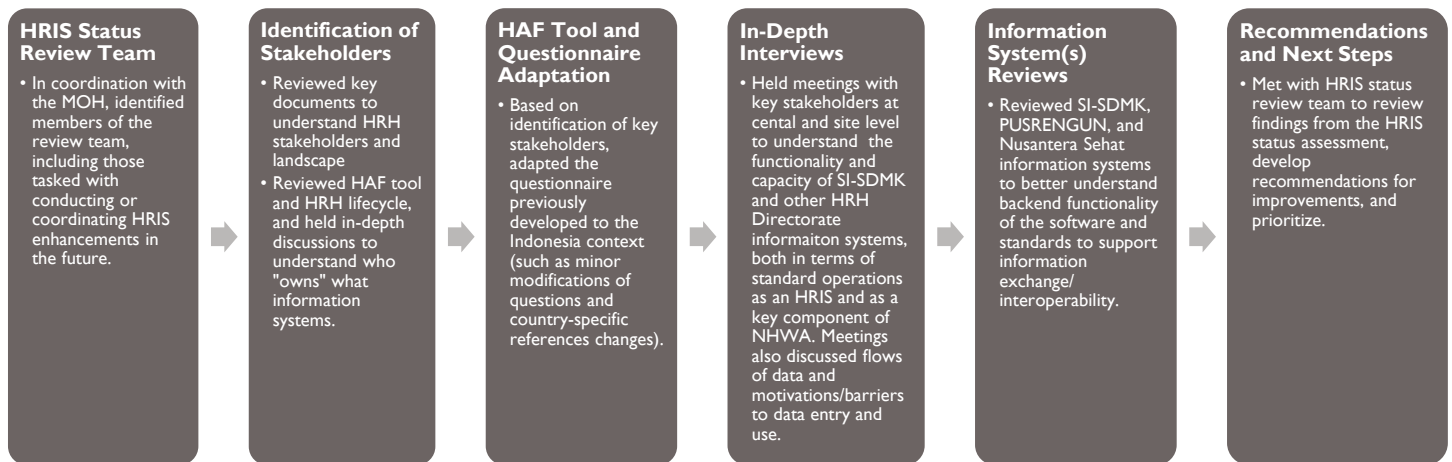 HRIS Status
Review Team
• In coordination with
the MOH, identified
members of the
review team,
including those
tasked with
conducting or
coordinating HRIS
enhancements in
the future.
Identification of
Stakeholders
• Reviewed key
documents to
understand HRH
stakeholders and
landscape
• Reviewed HAF tool
and HRH lifecycle,
and held in-depth
discussions to
understand who
"owns" what
information
systems.
HAF Tool and
Questionnaire
Adaptation
• Based on
identification of key
stakeholders,
adapted the
questionnaire
previously
developed to the
Indonesia context
(such as minor
modifications of
questions and
country-specific
references changes).
In-Depth
Interviews
• Held meetings with
key stakeholders at
cental and site level
to understand the
functionality and
capacity of SI-SDMK
and other HRH
Directorate
informaiton systems,
both in terms of
standard operations
as an HRIS and as a
key component of
NHWA. Meetings
also discussed flows
of data and
motivations/barriers
to data entry and
use.
Information
System(s)
Reviews
• Reviewed SI-SDMK,
PUSRENGUN, and
Nusantera Sehat
information systems
to better understand
backend functionality
of the software and
standards to support
information
exchange/
interoperability.
Recommendations
and Next Steps
• Met with HRIS status
review team to review
findings from the HRIS
status assessment,
develop
recommendations for
improvements, and
prioritize.